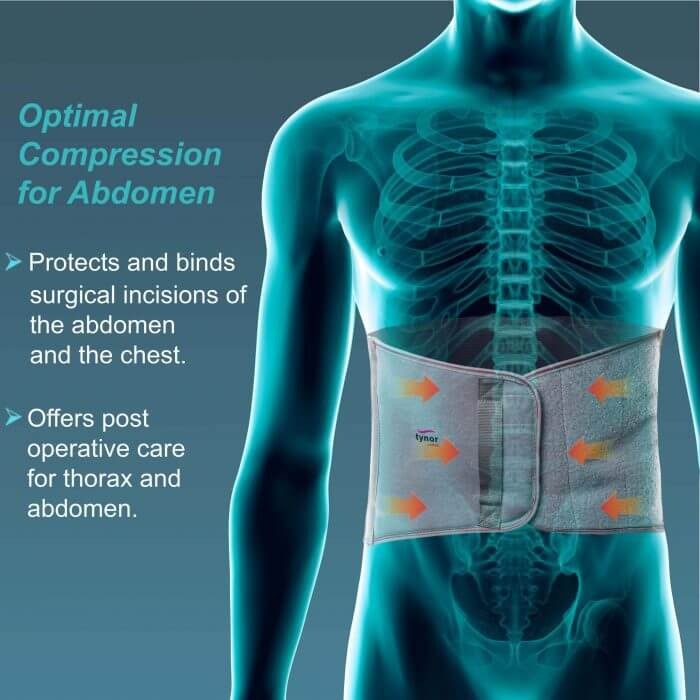 Optimal
Compression
for Abdomen
Protects and binds
surgical incisions of
the abdomen
and the chest.
Offers post
operative care
for thorax and
abdomen.
tynor